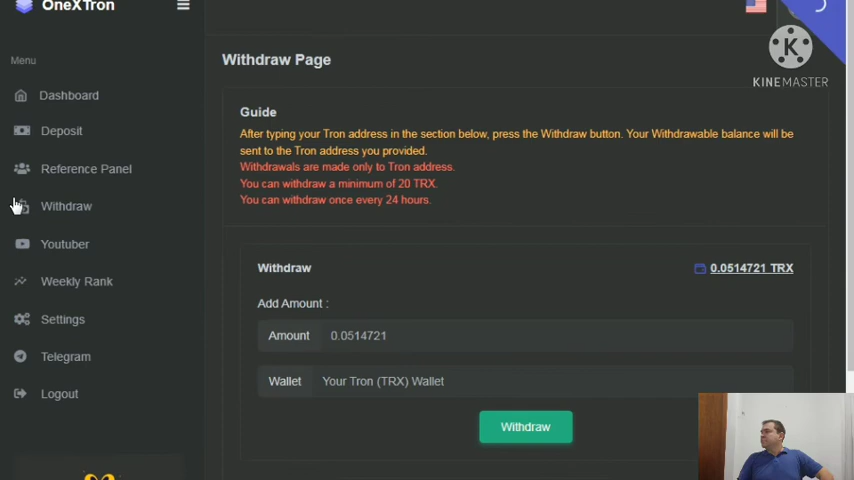 OneXTron
KINEMASTER
Menu
Dashboard
Deposit
Reference Panel
Withdraw
Youtuber
Weekly Rank
Settings
Telegram
Logout
Withdraw Page
Guide
After typing your Tron address in the section below, press the Withdraw button. Your Withdrawable balance will be
sent to the Tron address you provided.
Withdrawals are made only to Tron address.
You can withdraw a minimum of 20 TRX.
You can withdraw once every 24 hours.
Withdraw
0.0514721 TRX
Add Amount :
Amount 0.0514721
Wallet Your Tron (TRX) Wallet
Withdraw